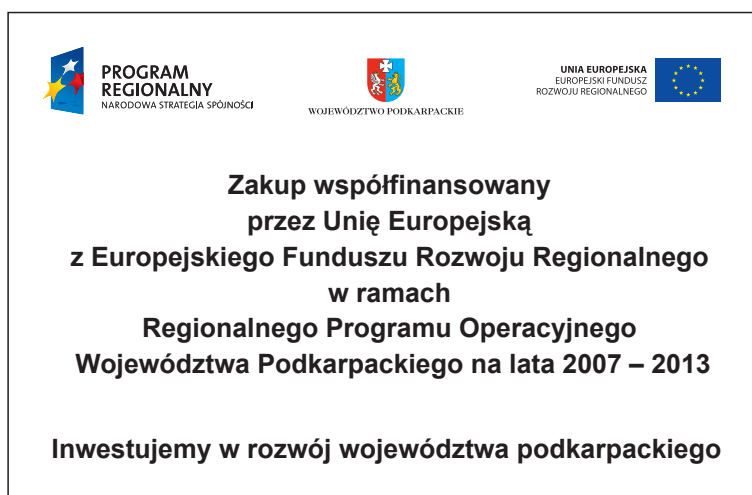 PROGRAM
REGIONALNY
NARODOWA STRATEGIA SPÓJNOŚCI
WOJEWÓDZTWO PODKARPACKIE
UNIA EUROPEJSKA
EUROPEJSKI FUNDUSZ
ROZWOJU REGIONALNEGO
Zakup współfinansowany
przez Unię Europejską
z Europejskiego Funduszu Rozwoju Regionalnego
w ramach
Regionalnego Programu Operacyjnego
Województwa Podkarpackiego na lata 2007 – 2013
Inwestujemy w rozwój województwa podkarpackiego